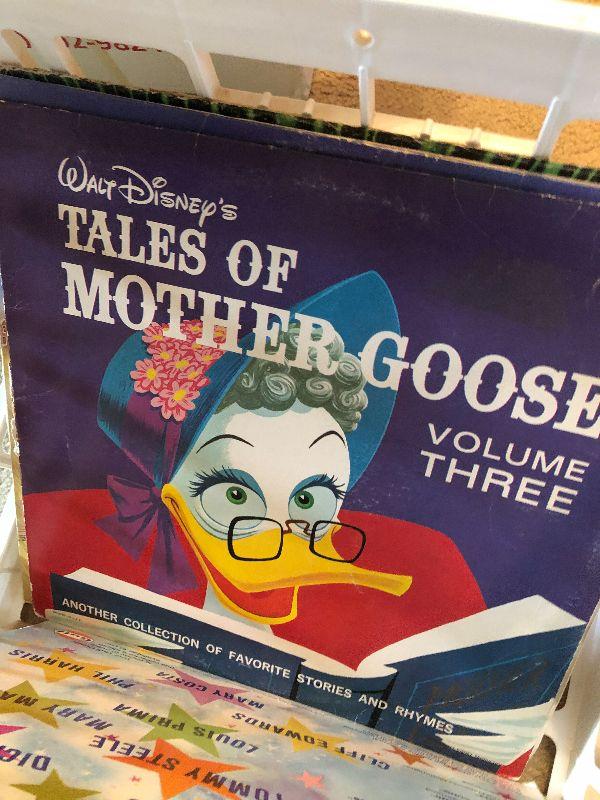 WALT DISNEY'S
TALES OF
MOTHER GOOSE
VOLUME
THREE
ANOTHER COLLECTION OF FAVORITE STORIES AND RHYMES
PHIL HARRIS
MARY COSTA
CLIFF EDWARDS
MARY
LOUIS PRIMA
TOMMY STEELE